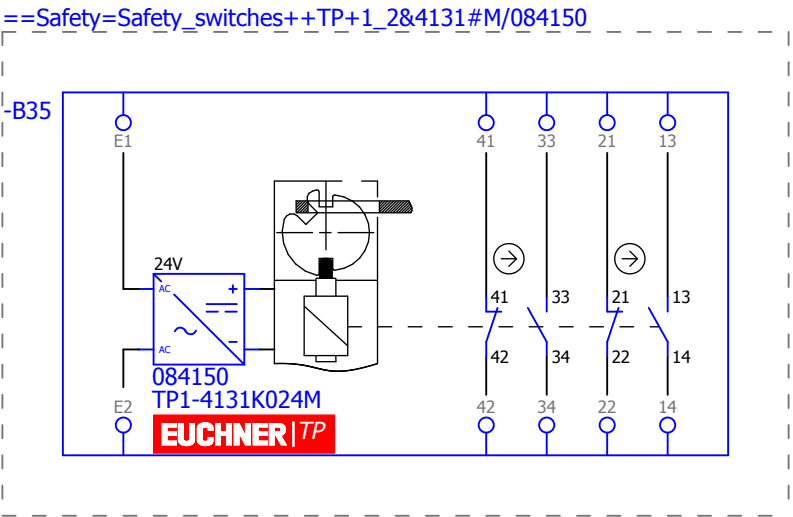 ==Safety=Safety_switches++TP+1_2&4131#M/084150
-B35
E1 41 33 21 13
24V
AC + 41 33 21 13
AC - 42 34 22 14
084150
TP1-4131K024M
E2 42 34 22 14
EUCHNER|TP